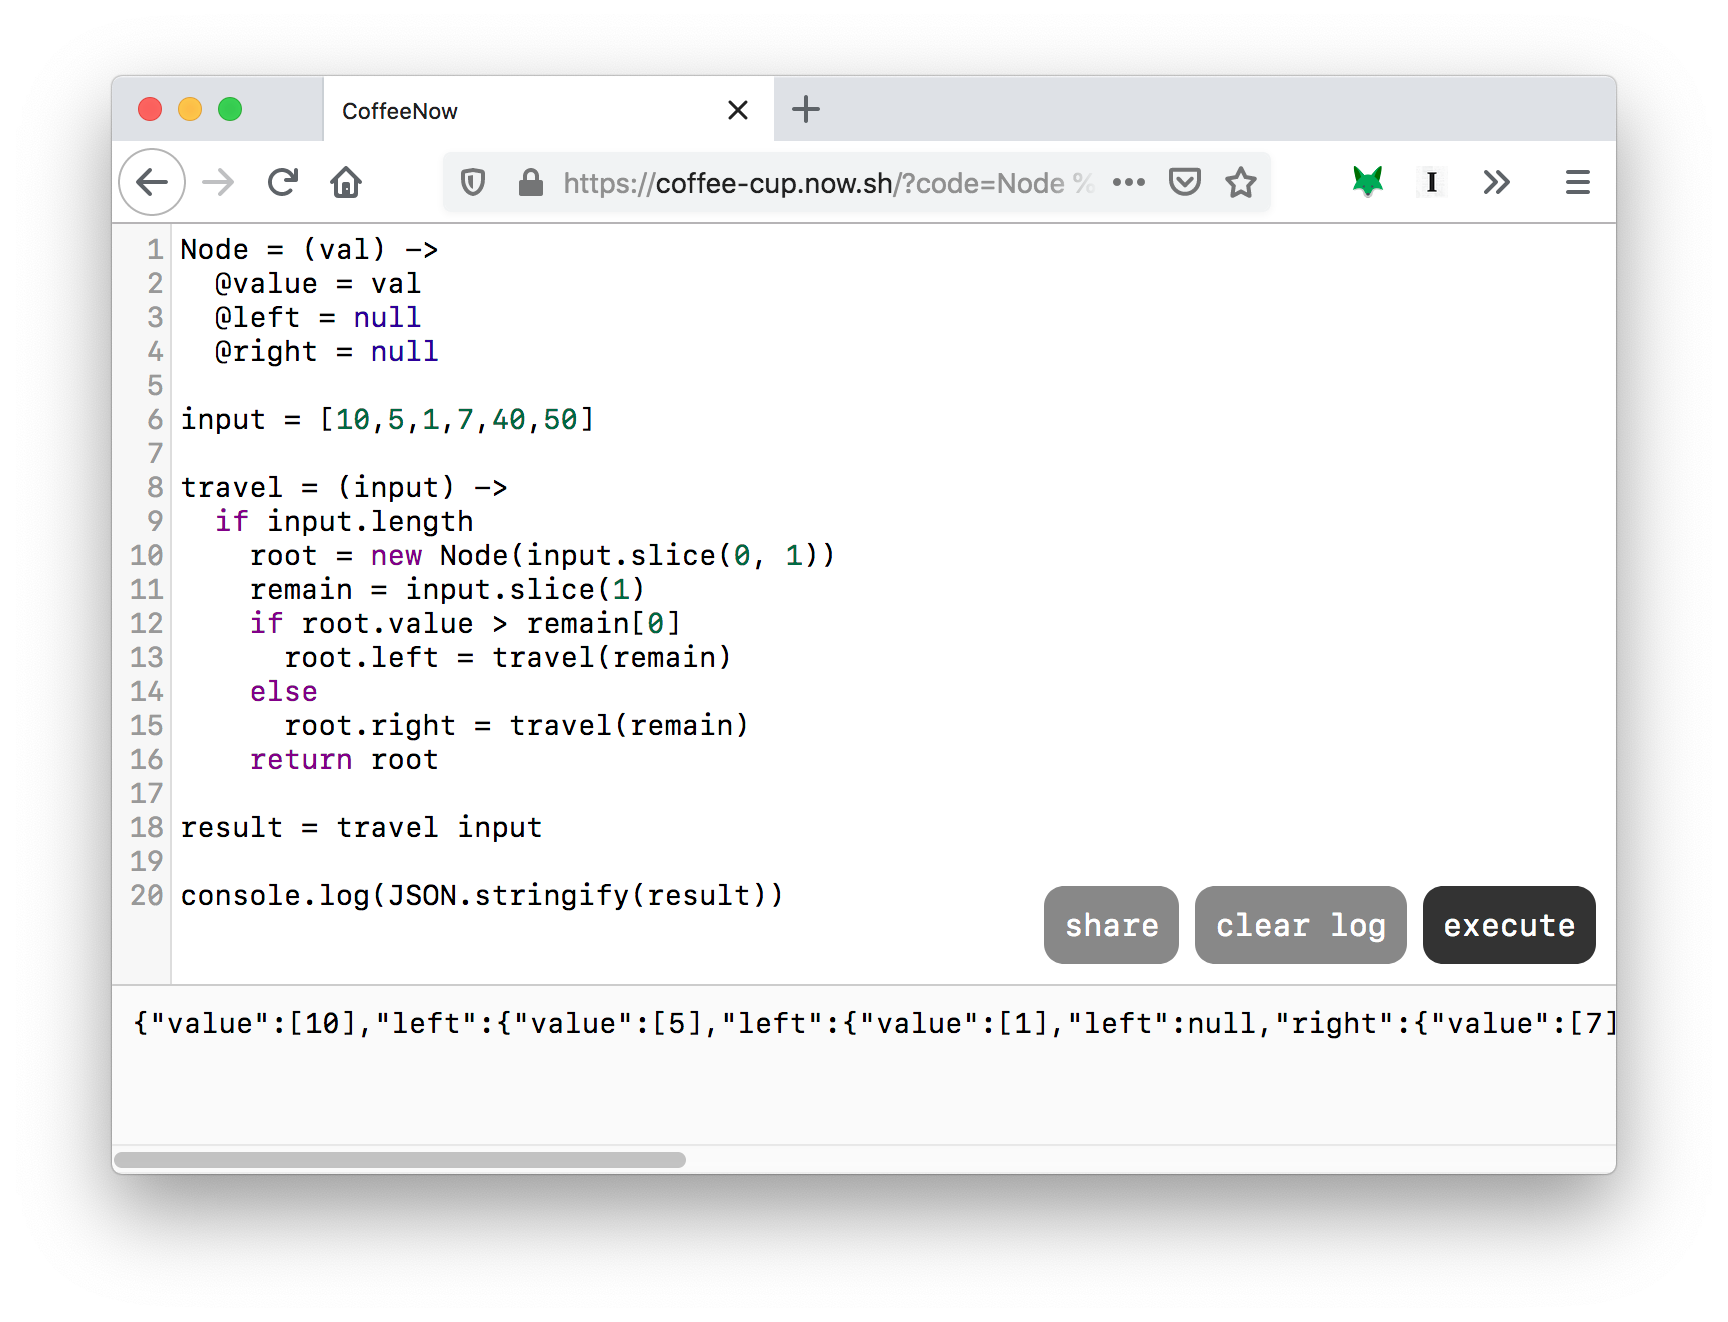 CoffeeNow
https://coffee-cup.now.sh/?code=Node %
1 Node = (val) ->
2   @value = val
3   @left = null
4   @right = null
5
6 input = [10,5,1,7,40,50]
7
8 travel = (input) ->
9   if input.length
10     root = new Node(input.slice(0, 1))
11     remain = input.slice(1)
12     if root.value > remain[0]
13       root.left = travel(remain)
14     else
15       root.right = travel(remain)
16     return root
17
18 result = travel input
19
20 console.log(JSON.stringify(result))
share clear log execute
{"value":[10],"left":{"value":[5],"left":{"value":[1],"left":null,"right":{"value":[7]